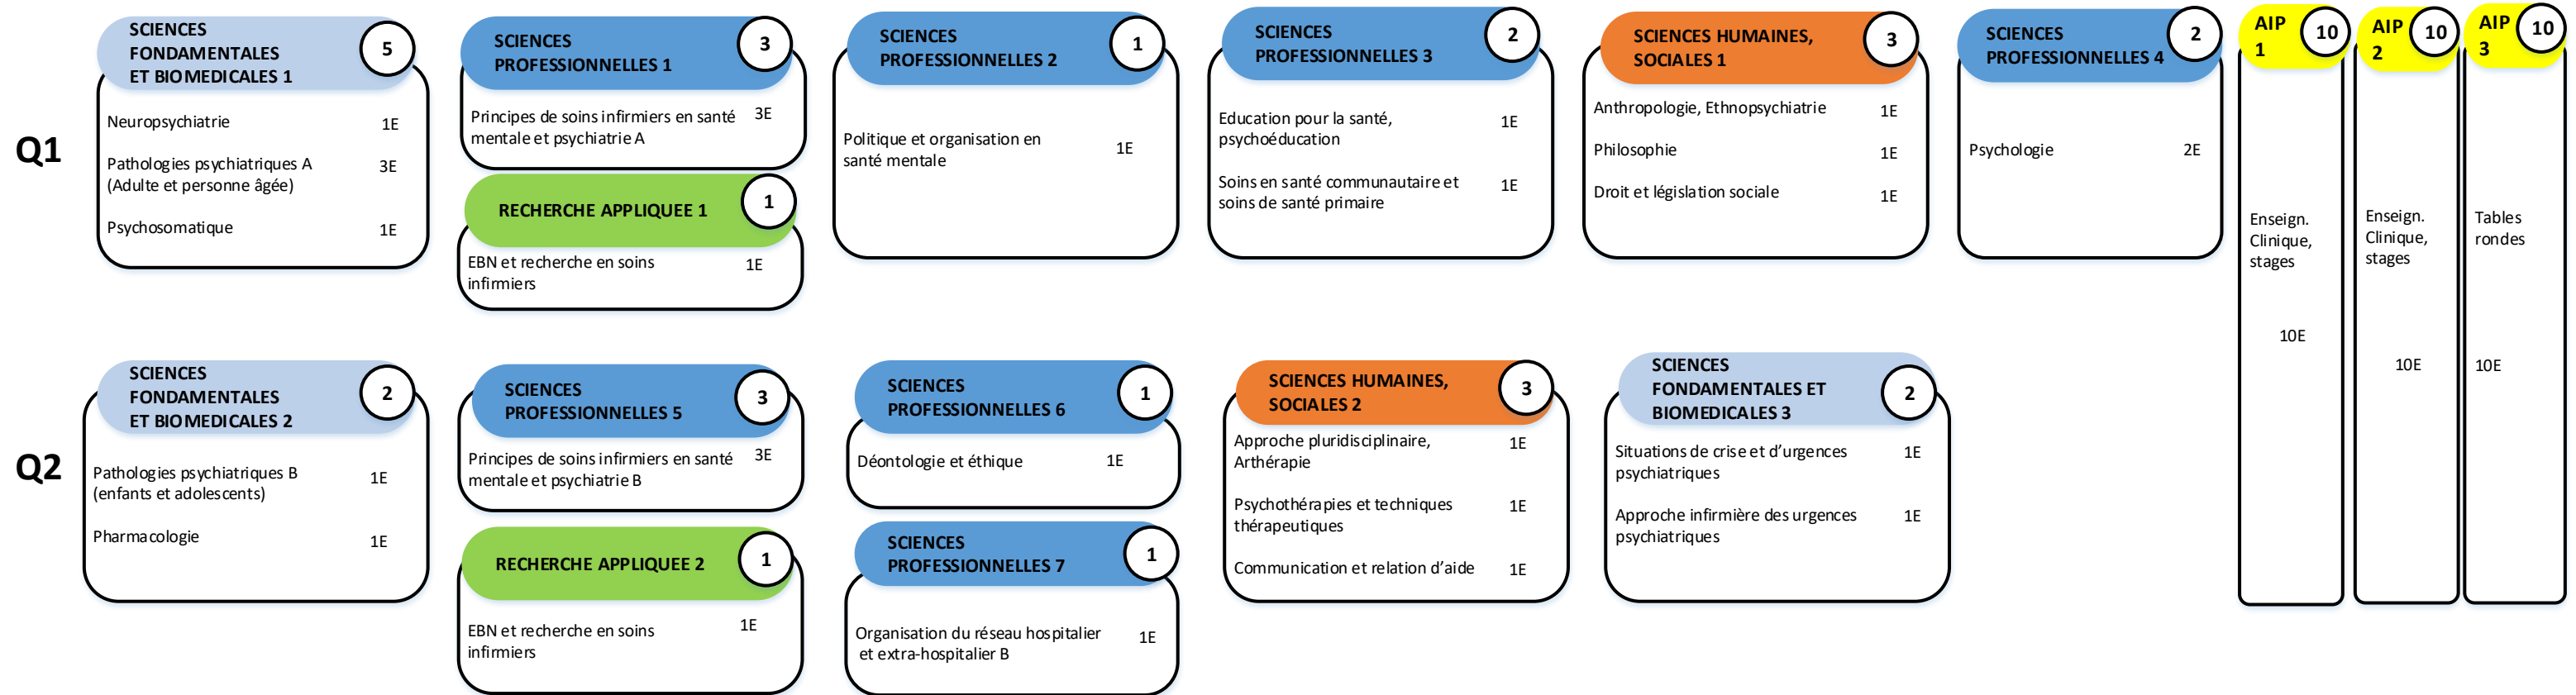 Q1
SCIENCES
FONDAMENTALES
ET BIOMEDICALES 1
5
Neuropsychiatrie 1E
Pathologies psychiatriques A 3E
(Adulte et personne âgée)
Psychosomatique 1E
SCIENCES
PROFESSIONNELLES 1
3
Principes de soins infirmiers en santé 3E
mentale et psychiatrie A
RECHERCHE APPLIQUEE 1
1
EBN et recherche en soins 1E
infirmiers
SCIENCES
PROFESSIONNELLES 2
1
Politique et organisation en 1E
santé mentale
SCIENCES
PROFESSIONNELLES 3
2
Education pour la santé, 1E
psychoéducation
Soins en santé communautaire et 1E
soins de santé primaire
SCIENCES HUMAINES,
SOCIALES 1
3
Anthropologie, Ethnopsychiatrie 1E
Philosophie 1E
Droit et législation sociale 1E
SCIENCES
PROFESSIONNELLES 4
2
Psychologie 2E
AIP
1
10
Enseign.
Clinique,
stages
10E
AIP
2
10
Enseign.
Clinique,
stages
10E
AIP
3
10
Tables
rondes
10E
Q2
SCIENCES
FONDAMENTALES
ET BIOMEDICALES 2
2
Pathologies psychiatriques B 1E
(enfants et adolescents)
Pharmacologie 1E
SCIENCES
PROFESSIONNELLES 5
3
Principes de soins infirmiers en santé 3E
mentale et psychiatrie B
RECHERCHE APPLIQUEE 2
1
EBN et recherche en soins 1E
infirmiers
SCIENCES
PROFESSIONNELLES 6
1
Déontologie et éthique 1E
SCIENCES
PROFESSIONNELLES 7
1
Organisation du réseau hospitalier 1E
et extra-hospitalier B
SCIENCES HUMAINES,
SOCIALES 2
3
Approche pluridisciplinaire, 1E
Arthérapie
Psychothérapies et techniques 1E
thérapeutiques
Communication et relation d’aide 1E
SCIENCES
FONDAMENTALES ET
BIOMEDICALES 3
2
Situations de crise et d’urgences 1E
psychiatriques
Approche infirmière des urgences 1E
psychiatriques